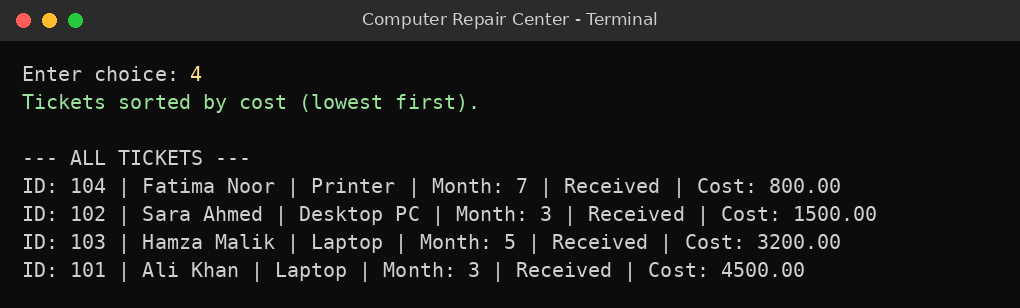 Computer Repair Center - Terminal
Enter choice: 4
Tickets sorted by cost (lowest first).
--- ALL TICKETS ---
ID: 104 | Fatima Noor | Printer | Month: 7 | Received | Cost: 800.00
ID: 102 | Sara Ahmed | Desktop PC | Month: 3 | Received | Cost: 1500.00
ID: 103 | Hamza Malik | Laptop | Month: 5 | Received | Cost: 3200.00
ID: 101 | Ali Khan | Laptop | Month: 3 | Received | Cost: 4500.00